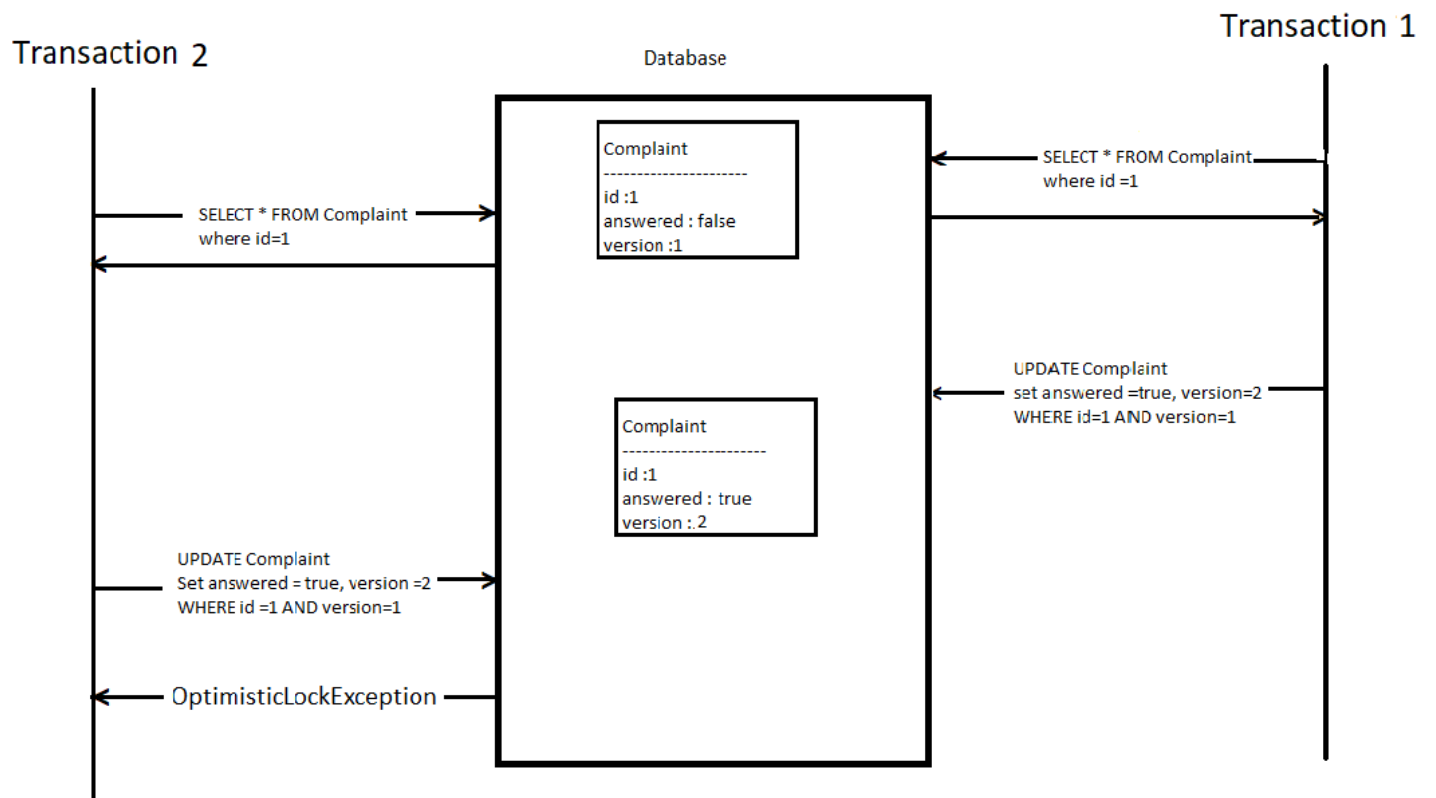 Transaction 2
Database
Transaction 1
Complaint
----------------------
id :1
answered : false
version :1
SELECT * FROM Complaint
where id =1
SELECT * FROM Complaint
where id=1
UPDATE Complaint
set answered =true, version=2
WHERE id=1 AND version=1
Complaint
----------------------
id :1
answered : true
version :.2
UPDATE Complaint
Set answered = true, version =2
WHERE id =1 AND version=1
OptimisticLockException